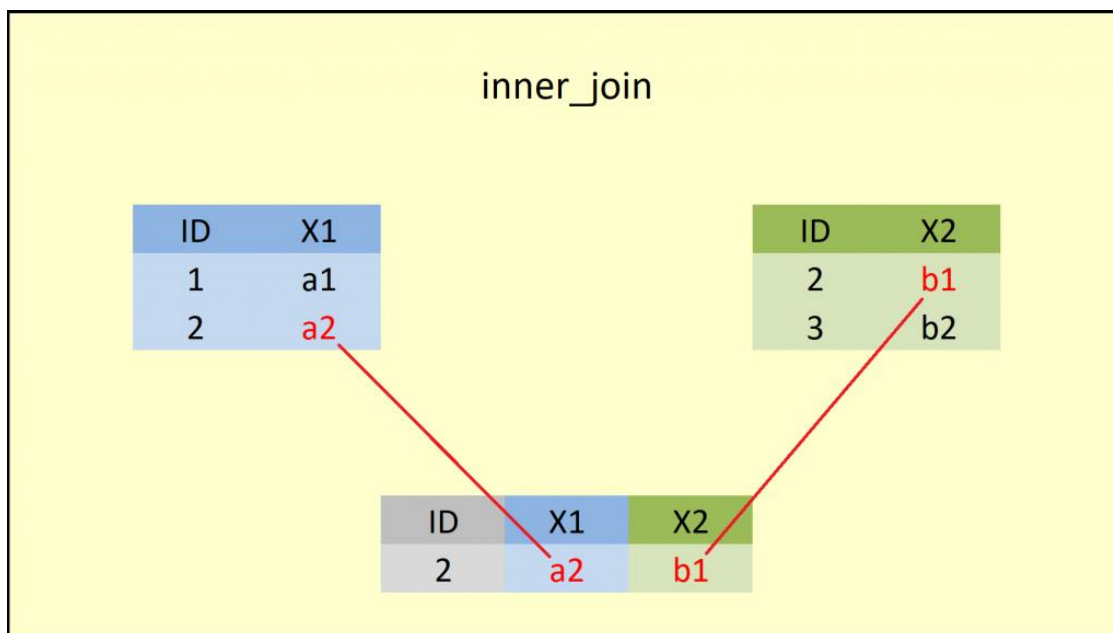 inner_join
ID X1
1 a1
2 a2
ID X2
2 b1
3 b2
ID X1 X2
2 a2 b1